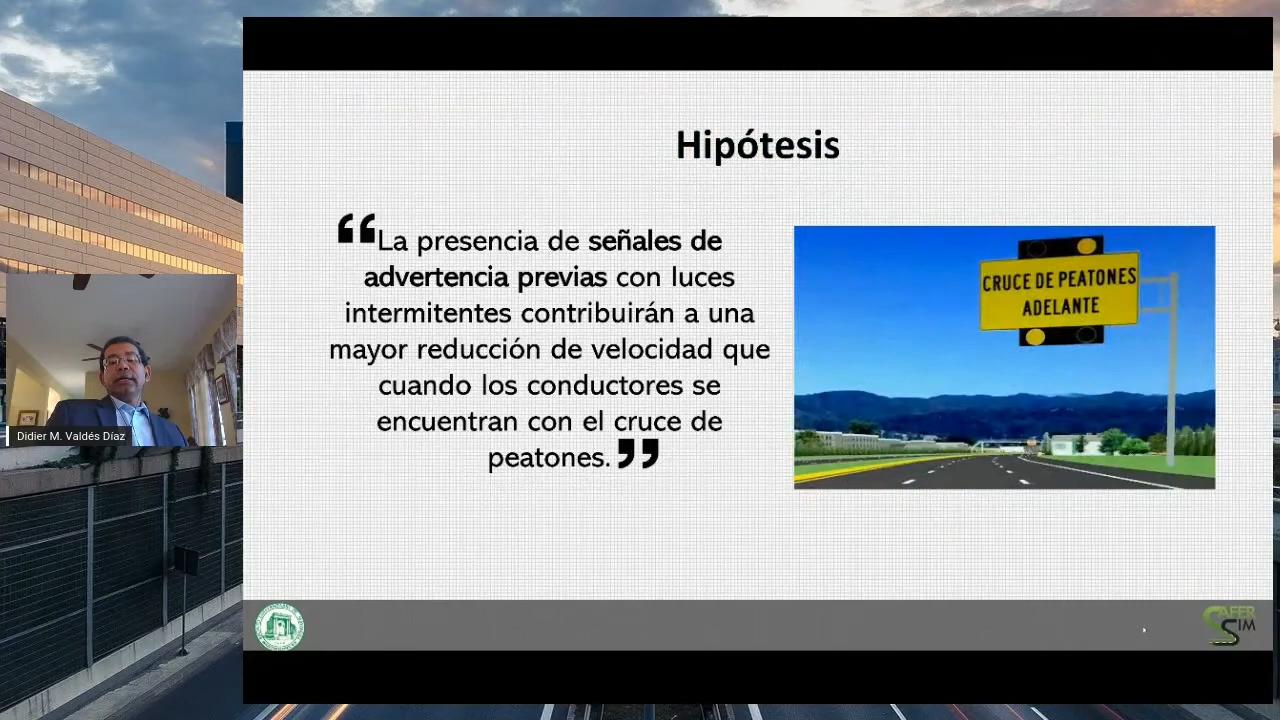 Hipótesis
“La presencia de señales de
advertencia previas con luces
intermitentes contribuirán a una
mayor reducción de velocidad que
cuando los conductores se
encuentran con el cruce de
peatones.”
CRUCE DE PEATONES
ADELANTE
Didier M. Valdés Díaz
SAFER
SIM